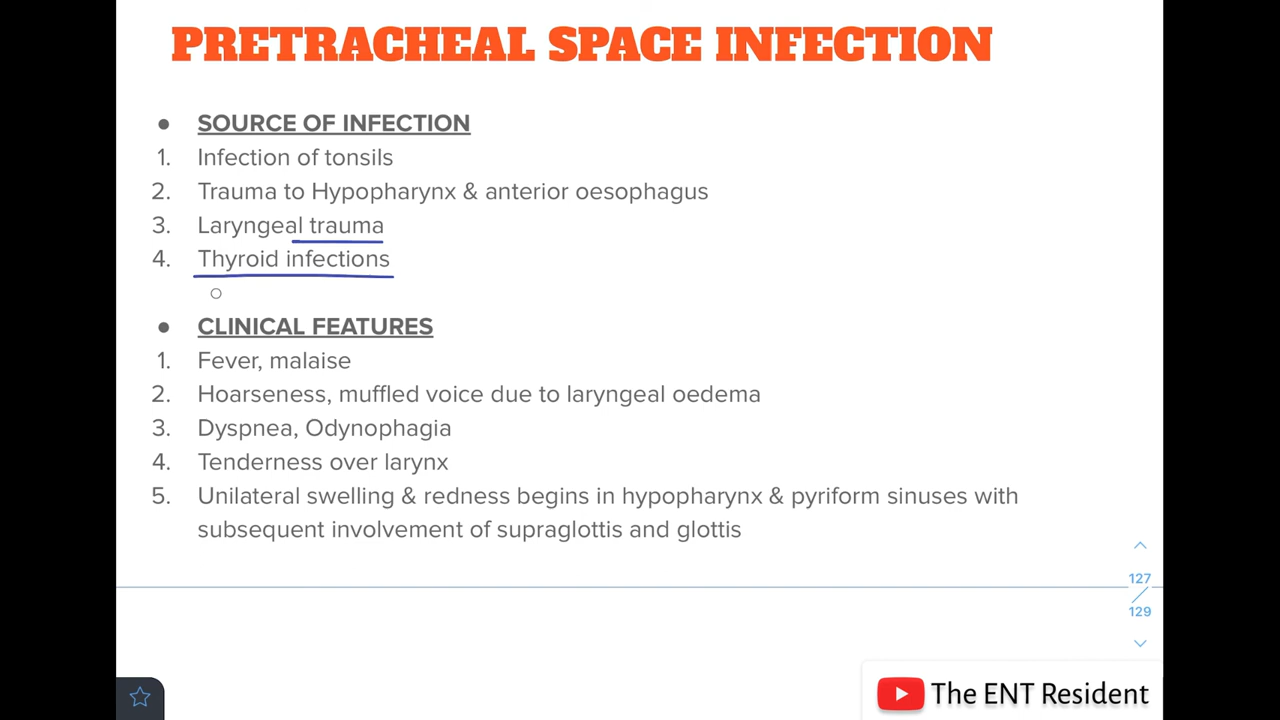 PRETRACHEAL SPACE INFECTION
● SOURCE OF INFECTION
1. Infection of tonsils
2. Trauma to Hypopharynx & anterior oesophagus
3. Laryngeal trauma
4. Thyroid infections
○
● CLINICAL FEATURES
1. Fever, malaise
2. Hoarseness, muffled voice due to laryngeal oedema
3. Dyspnea, Odynophagia
4. Tenderness over larynx
5. Unilateral swelling & redness begins in hypopharynx & pyriform sinuses with
subsequent involvement of supraglottis and glottis
127
129
The ENT Resident